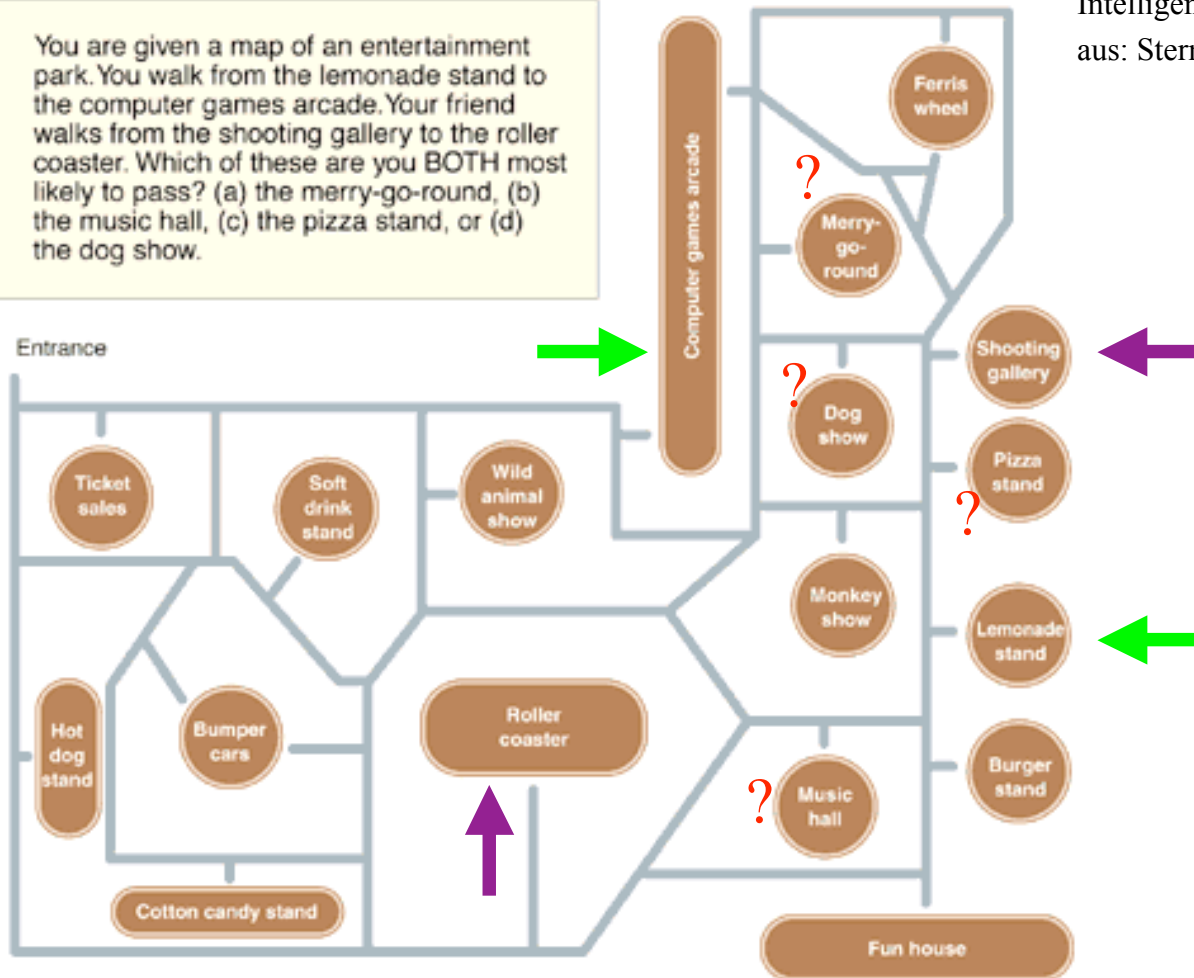 You are given a map of an entertainment
park. You walk from the lemonade stand to
the computer games arcade. Your friend
walks from the shooting gallery to the roller
coaster. Which of these are you BOTH most
likely to pass? (a) the merry-go-round, (b)
the music hall, (c) the pizza stand, or (d)
the dog show.
Intelligen
aus: Stern
Ferris
wheel
Computer games arcade
?
Merry-
go-
round
Entrance
Shooting
gallery
?
Dog
show
Pizza
stand
?
Ticket
sales
Soft
drink
stand
Wild
animal
show
Monkey
show
Lemonade
stand
Hot
dog
stand
Bumper
cars
Roller
coaster
?
Music
hall
Burger
stand
Cotton candy stand
Fun house